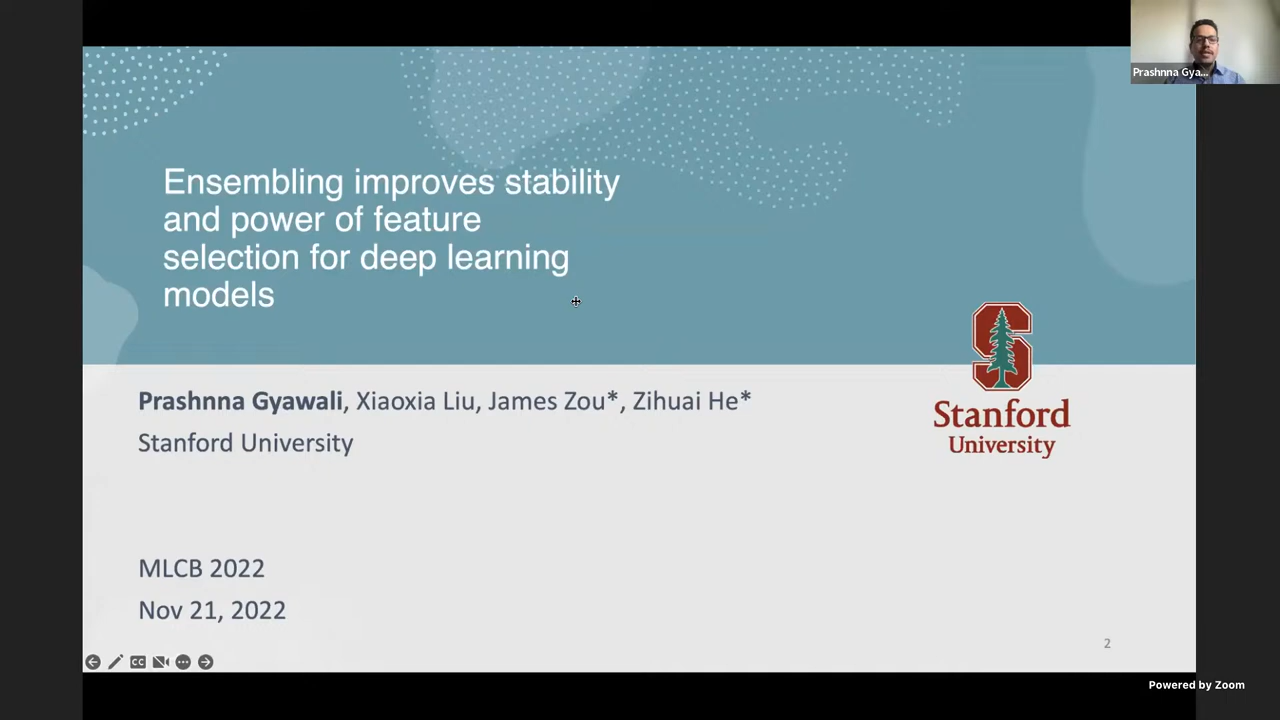 Prashnna Gya...
Ensembling improves stability
and power of feature
selection for deep learning
models
Prashnna Gyawali, Xiaoxia Liu, James Zou*, Zihuai He*
Stanford University
Stanford
University
MLCB 2022
Nov 21, 2022
2
CC
Powered by Zoom